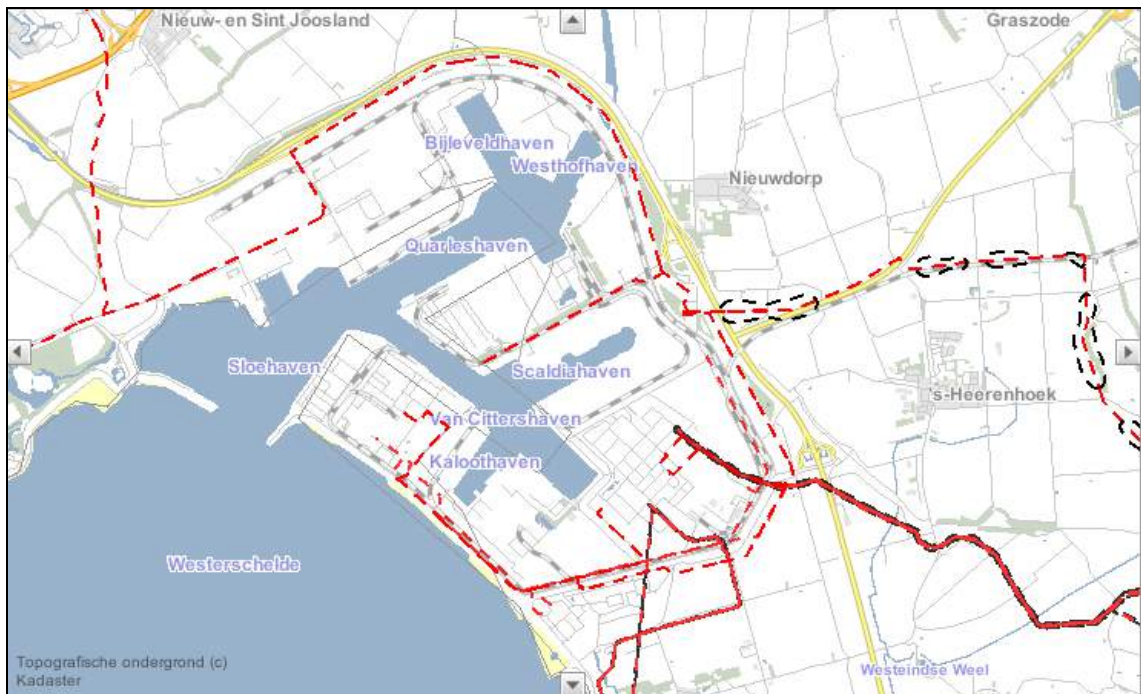 Nieuw- en Sint Joosland
Graszode
Bijleveldhaven
Westhofhaven
Nieuwdorp
Quarleshaven
Sloehaven
Scaldiahaven
's-Heerenhoek
Van Cittershaven
Kaloothaven
Westerschelde
Topografische ondergrond (c)
Kadaster
Westeindse Weel